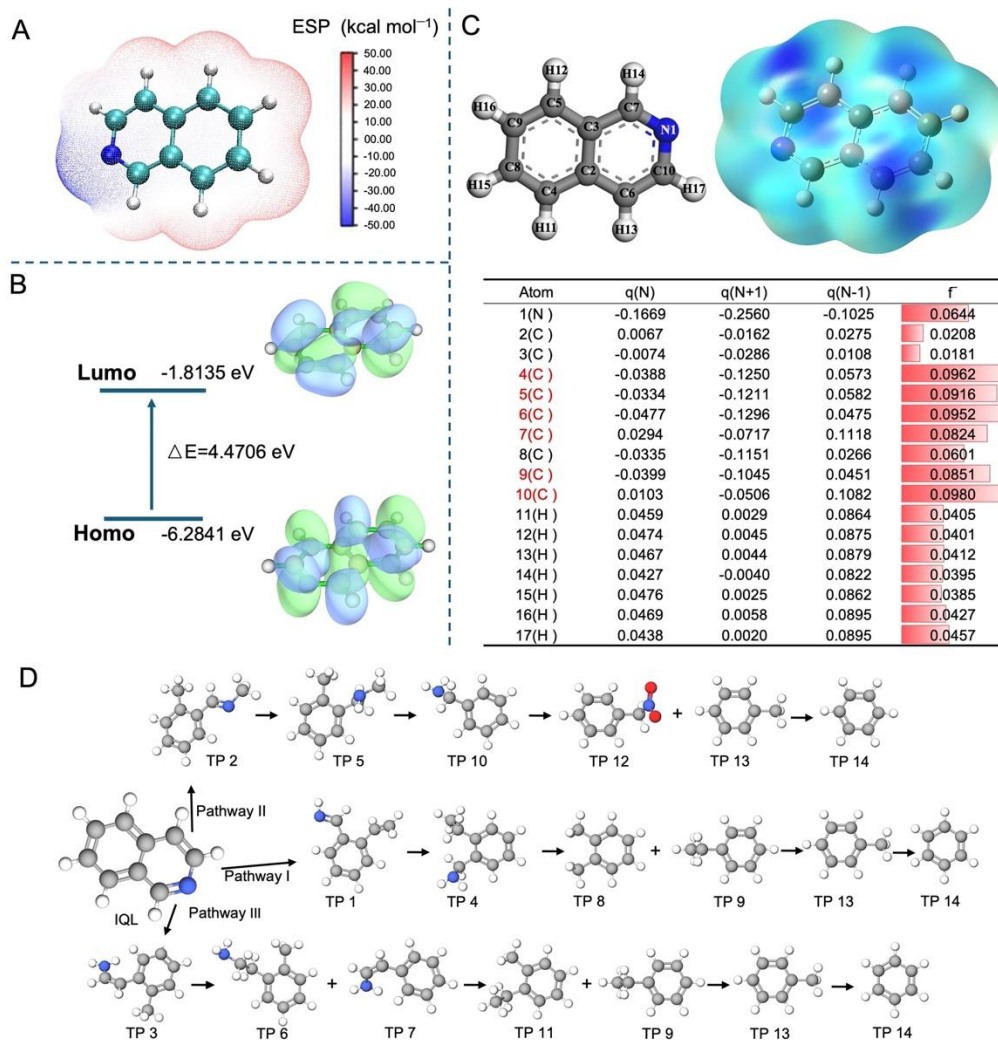 A
ESP (kcal mol⁻¹)
50.00
40.00
30.00
20.00
10.00
00.00
-10.00
-20.00
-30.00
-40.00
-50.00
B
Lumo -1.8135 eV
△E=4.4706 eV
Homo -6.2841 eV
C
H12 H14
H16 C5 C7
C9 C3 N1
C8 C2 C10
H15 C4 C6 H17
H11 H13
Atom q(N) q(N+1) q(N-1) f⁻
1(N ) -0.1669 -0.2560 -0.1025 0.0644
2(C ) 0.0067 -0.0162 0.0275 0.0208
3(C ) -0.0074 -0.0286 0.0108 0.0181
4(C ) -0.0388 -0.1250 0.0573 0.0962
5(C ) -0.0334 -0.1211 0.0582 0.0916
6(C ) -0.0477 -0.1296 0.0475 0.0952
7(C ) 0.0294 -0.0717 0.1118 0.0824
8(C ) -0.0335 -0.1151 0.0266 0.0601
9(C ) -0.0399 -0.1045 0.0451 0.0851
10(C ) 0.0103 -0.0506 0.1082 0.0980
11(H ) 0.0459 0.0029 0.0864 0.0405
12(H ) 0.0474 0.0045 0.0875 0.0401
13(H ) 0.0467 0.0044 0.0879 0.0412
14(H ) 0.0427 -0.0040 0.0822 0.0395
15(H ) 0.0476 0.0025 0.0862 0.0385
16(H ) 0.0469 0.0058 0.0895 0.0427
17(H ) 0.0438 0.0020 0.0895 0.0457
D
TP 2 TP 5 TP 10 TP 12 + TP 13 TP 14
Pathway II
Pathway I
IQL Pathway III
TP 1 TP 4 TP 8 + TP 9 TP 13 TP 14
TP 3 TP 6 + TP 7 TP 11 + TP 9 TP 13 TP 14